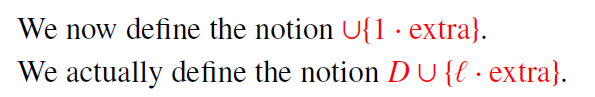 We now define the notion ∪{1 · extra}.
We actually define the notion D ∪ {ℓ · extra}.